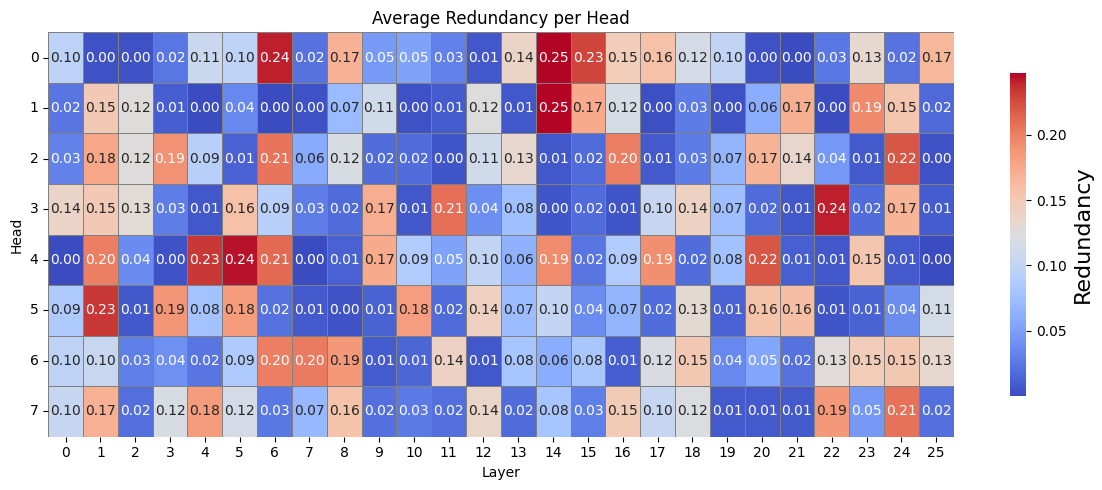 Average Redundancy per Head
0 0.10 0.00 0.00 0.02 0.11 0.10 0.24 0.02 0.17 0.05 0.05 0.03 0.01 0.14 0.25 0.23 0.15 0.16 0.12 0.10 0.00 0.00 0.03 0.13 0.02 0.17
1 0.02 0.15 0.12 0.01 0.00 0.04 0.00 0.00 0.07 0.11 0.00 0.01 0.12 0.01 0.25 0.17 0.12 0.00 0.03 0.00 0.06 0.17 0.00 0.19 0.15 0.02
2 0.03 0.18 0.12 0.19 0.09 0.01 0.21 0.06 0.12 0.02 0.02 0.00 0.11 0.13 0.01 0.02 0.20 0.01 0.03 0.07 0.17 0.14 0.04 0.01 0.22 0.00
3 0.14 0.15 0.13 0.03 0.01 0.16 0.09 0.03 0.02 0.17 0.01 0.21 0.04 0.08 0.00 0.02 0.01 0.10 0.14 0.07 0.02 0.01 0.24 0.02 0.17 0.01
4 0.00 0.20 0.04 0.00 0.23 0.24 0.21 0.00 0.01 0.17 0.09 0.05 0.10 0.06 0.19 0.02 0.09 0.19 0.02 0.08 0.22 0.01 0.01 0.15 0.01 0.00
5 0.09 0.23 0.01 0.19 0.08 0.18 0.02 0.01 0.00 0.01 0.18 0.02 0.14 0.07 0.10 0.04 0.07 0.02 0.13 0.01 0.16 0.16 0.01 0.02 0.04 0.11
6 0.10 0.10 0.03 0.04 0.02 0.09 0.20 0.20 0.19 0.01 0.01 0.14 0.01 0.08 0.06 0.08 0.01 0.12 0.15 0.04 0.05 0.02 0.13 0.15 0.15 0.13
7 0.10 0.17 0.02 0.12 0.18 0.12 0.03 0.07 0.16 0.02 0.03 0.02 0.14 0.02 0.08 0.03 0.15 0.10 0.12 0.01 0.01 0.01 0.19 0.05 0.21 0.02
0 1 2 3 4 5 6 7 8 9 10 11 12 13 14 15 16 17 18 19 20 21 22 23 24 25
Layer
Head
0.20
0.15
0.10
0.05
Redundancy